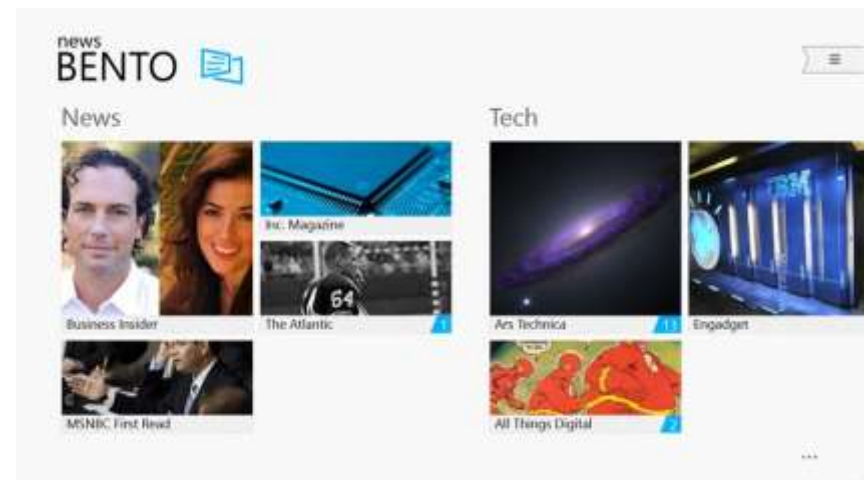 news
BENTO
News
Tech
Business Insider
Inc. Magazine
The Atlantic
1
MSNBC First Read
64
Ars Technica
13
IBM
Engadget
All Things Digital
2